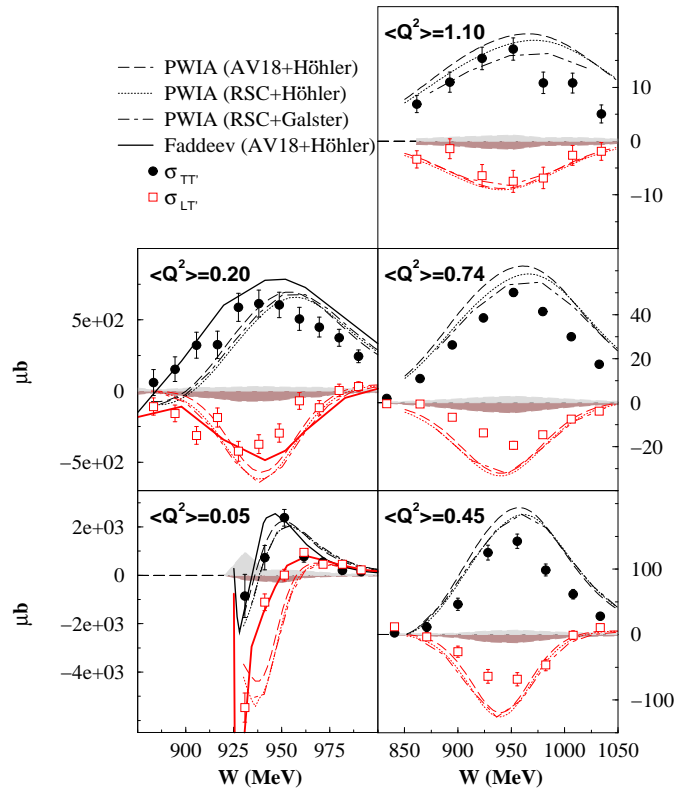 PWIA (AV18+Höhler)
PWIA (RSC+Höhler)
PWIA (RSC+Galster)
Faddeev (AV18+Höhler)
σTT'
σLT'
<Q²>=1.10
10
0
−10
<Q²>=0.20
5e+02
0
−5e+02
μb
<Q²>=0.74
40
20
0
−20
<Q²>=0.05
2e+03
0
−2e+03
−4e+03
μb
<Q²>=0.45
100
0
−100
900 925 950 975
W (MeV)
850 900 950 1000 1050
W (MeV)